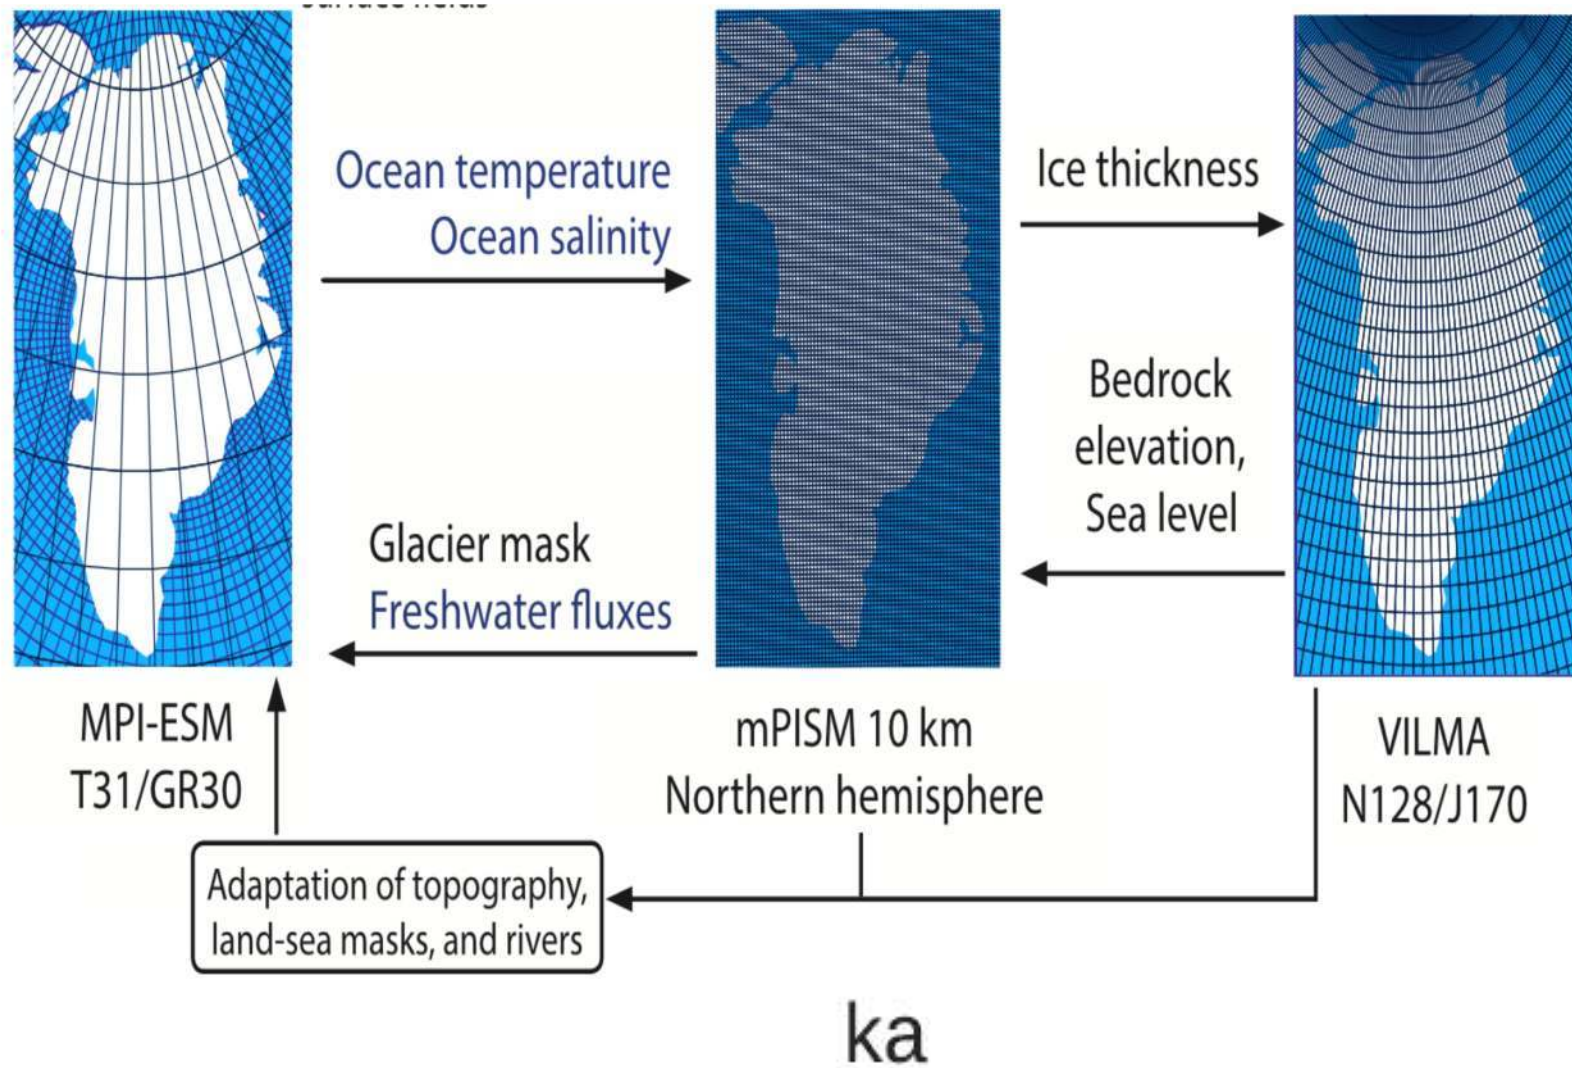 Ocean temperature
Ocean salinity
Ice thickness
Bedrock
elevation,
Sea level
Glacier mask
Freshwater fluxes
MPI-ESM
T31/GR30
mPISM 10 km
Northern hemisphere
VILMA
N128/J170
Adaptation of topography,
land-sea masks, and rivers
ka